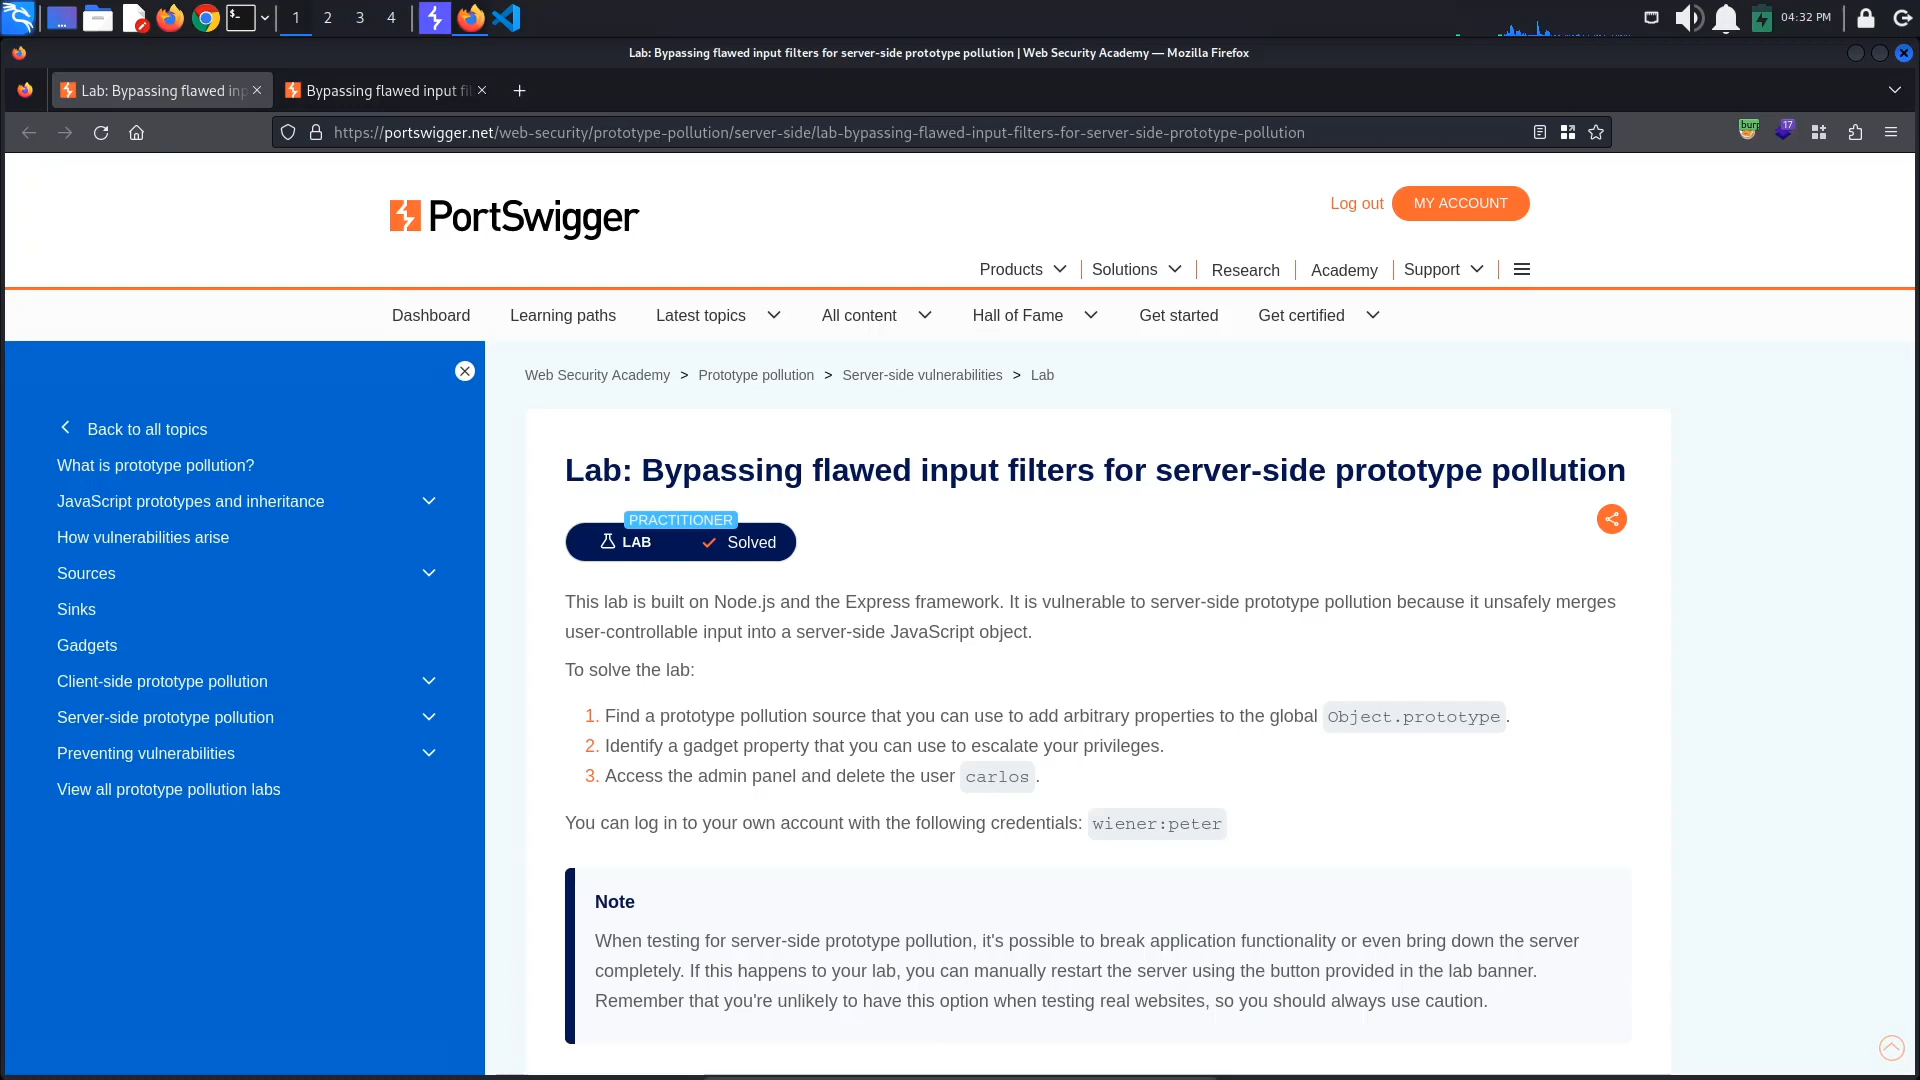 1 2 3 4
04:32 PM
Lab: Bypassing flawed input filters for server-side prototype pollution | Web Security Academy — Mozilla Firefox
Lab: Bypassing flawed inp
Bypassing flawed input fil
https://portswigger.net/web-security/prototype-pollution/server-side/lab-bypassing-flawed-input-filters-for-server-side-prototype-pollution
burp
17
PortSwigger
Log out
MY ACCOUNT
Products
Solutions
Research
Academy
Support
Dashboard
Learning paths
Latest topics
All content
Hall of Fame
Get started
Get certified
Back to all topics
What is prototype pollution?
JavaScript prototypes and inheritance
How vulnerabilities arise
Sources
Sinks
Gadgets
Client-side prototype pollution
Server-side prototype pollution
Preventing vulnerabilities
View all prototype pollution labs
Web Security Academy > Prototype pollution > Server-side vulnerabilities > Lab
Lab: Bypassing flawed input filters for server-side prototype pollution
PRACTITIONER
LAB Solved
This lab is built on Node.js and the Express framework. It is vulnerable to server-side prototype pollution because it unsafely merges
user-controllable input into a server-side JavaScript object.
To solve the lab:
1. Find a prototype pollution source that you can use to add arbitrary properties to the global Object.prototype.
2. Identify a gadget property that you can use to escalate your privileges.
3. Access the admin panel and delete the user carlos.
You can log in to your own account with the following credentials: wiener:peter
Note
When testing for server-side prototype pollution, it's possible to break application functionality or even bring down the server
completely. If this happens to your lab, you can manually restart the server using the button provided in the lab banner.
Remember that you're unlikely to have this option when testing real websites, so you should always use caution.